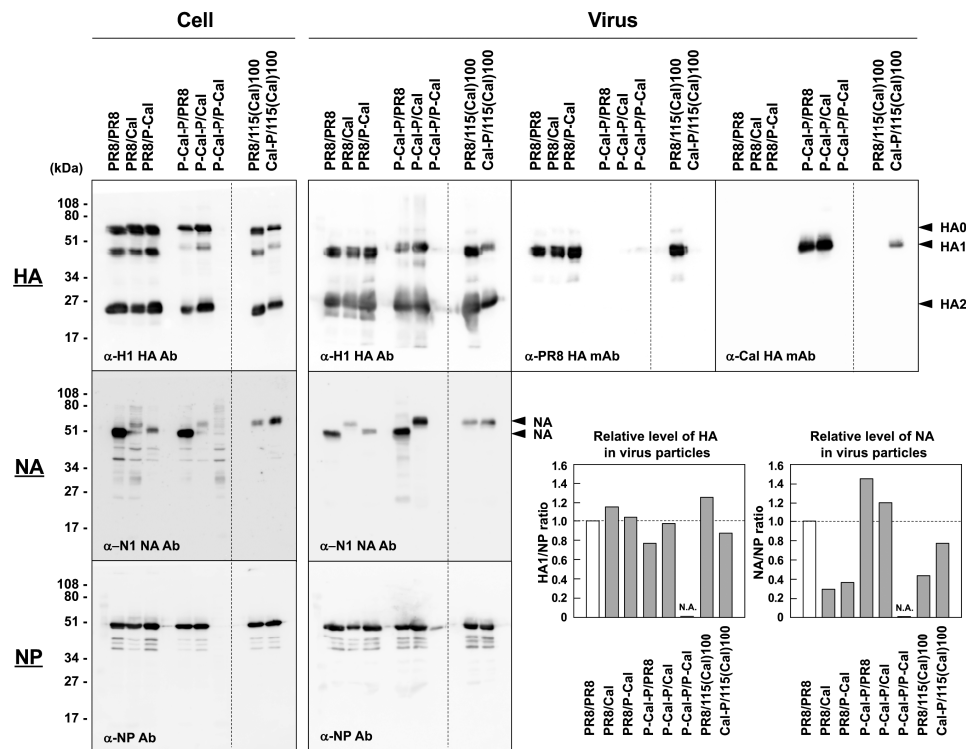 Cell
Virus
PR8/PR8
PR8/Cal
PR8/P-Cal
P-Cal-P/PR8
P-Cal-P/Cal
P-Cal-P/P-Cal
PR8/115(Cal)100
Cal-P/115(Cal)100
PR8/PR8
PR8/Cal
PR8/P-Cal
P-Cal-P/PR8
P-Cal-P/Cal
P-Cal-P/P-Cal
PR8/115(Cal)100
Cal-P/115(Cal)100
PR8/PR8
PR8/Cal
PR8/P-Cal
P-Cal-P/PR8
P-Cal-P/Cal
P-Cal-P/P-Cal
PR8/115(Cal)100
Cal-P/115(Cal)100
PR8/PR8
PR8/Cal
PR8/P-Cal
P-Cal-P/PR8
P-Cal-P/Cal
P-Cal-P/P-Cal
PR8/115(Cal)100
Cal-P/115(Cal)100
(kDa)
HA
108 -
80 -
51 -
34 -
27 -
17 -
α-H1 HA Ab
α-H1 HA Ab
α-PR8 HA mAb
α-Cal HA mAb
HA0
HA1
HA2
NA
108 -
80 -
51 -
34 -
27 -
17 -
α–N1 NA Ab
α–N1 NA Ab
NA
NA
NP
108 -
80 -
51 -
34 -
27 -
17 -
α-NP Ab
α-NP Ab
Relative level of HA
in virus particles
HA1/NP ratio
1.6
1.4
1.2
1.0
0.8
0.6
0.4
0.2
0
N.A.
PR8/PR8
PR8/Cal
PR8/P-Cal
P-Cal-P/PR8
P-Cal-P/Cal
P-Cal-P/P-Cal
PR8/115(Cal)100
Cal-P/115(Cal)100
Relative level of NA
in virus particles
NA/NP ratio
1.6
1.4
1.2
1.0
0.8
0.6
0.4
0.2
0
N.A.
PR8/PR8
PR8/Cal
PR8/P-Cal
P-Cal-P/PR8
P-Cal-P/Cal
P-Cal-P/P-Cal
PR8/115(Cal)100
Cal-P/115(Cal)100